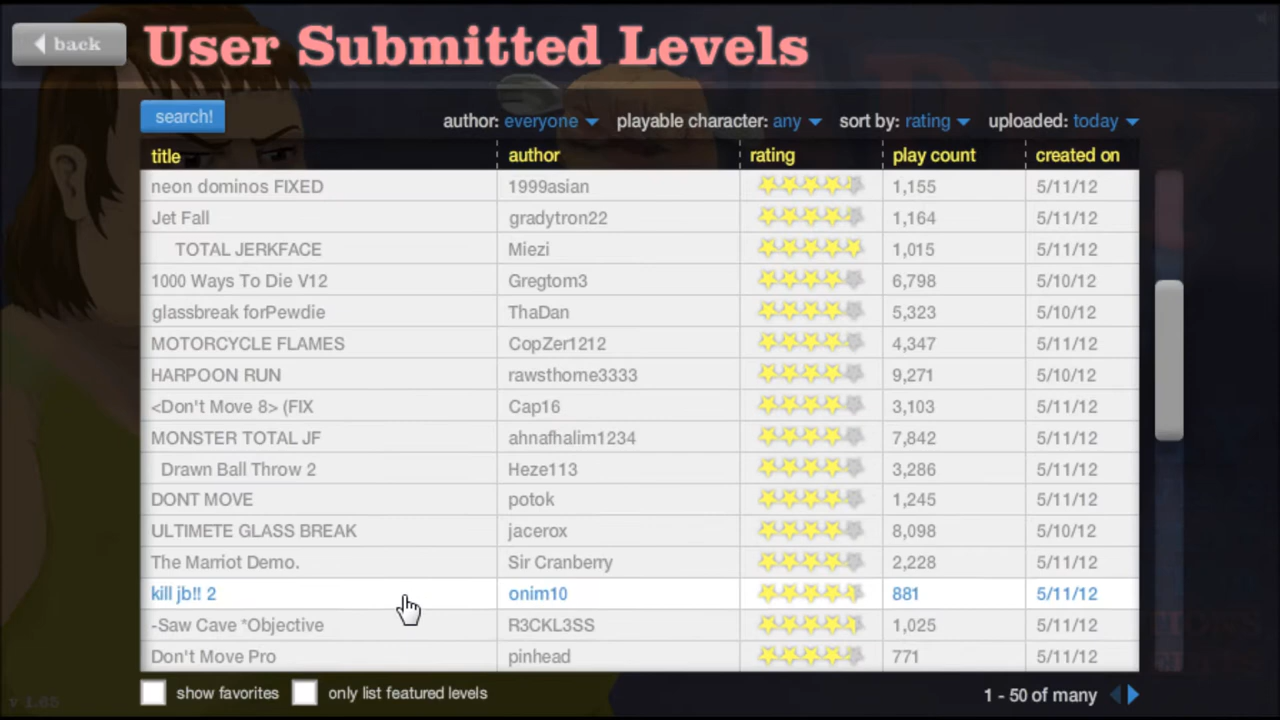 back
User Submitted Levels
search!
author: everyone playable character: any sort by: rating uploaded: today
title author rating play count created on
neon dominos FIXED 1999asian 1,155 5/11/12
Jet Fall gradytron22 1,164 5/11/12
TOTAL JERKFACE Miezi 1,015 5/11/12
1000 Ways To Die V12 Gregtom3 6,798 5/10/12
glassbreak forPewdie ThaDan 5,323 5/10/12
MOTORCYCLE FLAMES CopZer1212 4,347 5/11/12
HARPOON RUN rawsthome3333 9,271 5/10/12
<Don't Move 8> (FIX Cap16 3,103 5/11/12
MONSTER TOTAL JF ahnafhalim1234 7,842 5/11/12
Drawn Ball Throw 2 Heze113 3,286 5/11/12
DONT MOVE potok 1,245 5/11/12
ULTIMETE GLASS BREAK jacerox 8,098 5/10/12
The Marriot Demo. Sir Cranberry 2,228 5/11/12
kill jb!! 2 onim10 881 5/11/12
-Saw Cave *Objective R3CKL3SS 1,025 5/11/12
Don't Move Pro pinhead 771 5/11/12
show favorites only list featured levels 1 - 50 of many
v 1.65